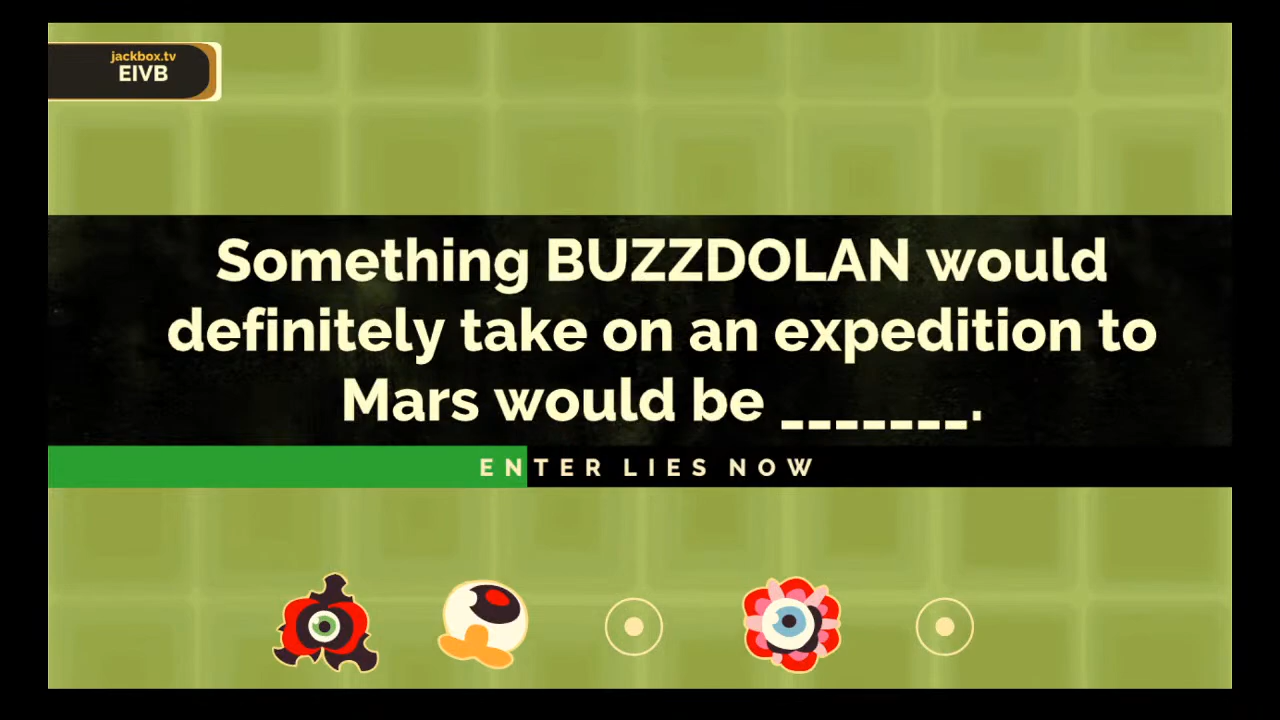 jackbox.tv
EIVB
Something BUZZDOLAN would
definitely take on an expedition to
Mars would be _______.
ENTER LIES NOW